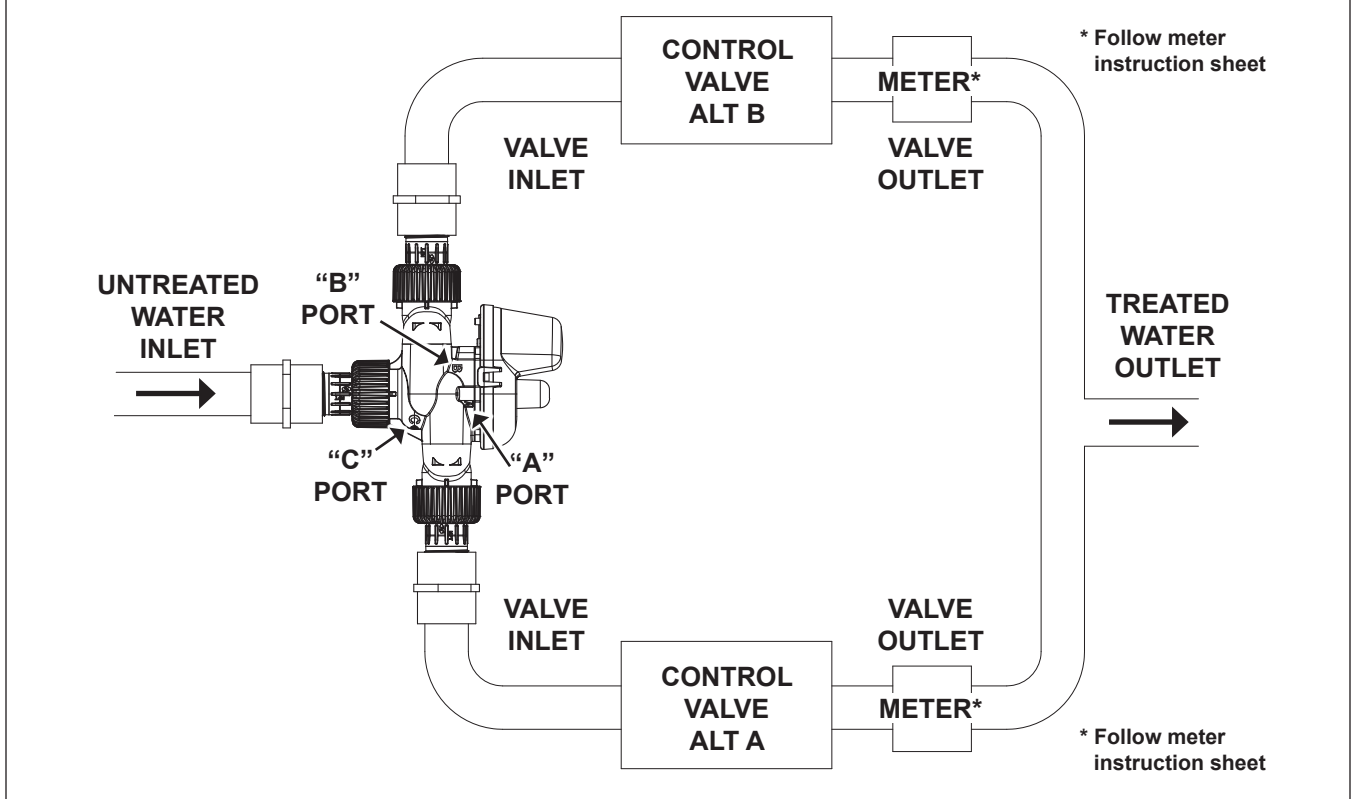 CONTROL
VALVE
ALT B
METER*
* Follow meter
instruction sheet
VALVE
INLET
VALVE
OUTLET
UNTREATED
WATER
INLET
“B”
PORT
TREATED
WATER
OUTLET
“C”
PORT
“A”
PORT
VALVE
INLET
VALVE
OUTLET
CONTROL
VALVE
ALT A
METER*
* Follow meter
instruction sheet
B
C